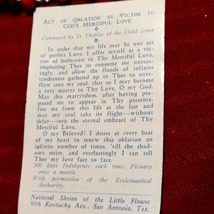 Act of Oblation as Victim to
God's Merciful Love
Composed by St. Therese of the Child Jesus
In order that my life may be one
act of perfect love, I offer myself as a vic-
tim of holocaust to Thy Merciful Love,
imploring Thee to consume me unceas-
ingly, and allow the floods of infinite
tenderness gathered up in Thee to over-
flow into my soul, that so I may become
a very martyr to Thy Love, O my God.
May this martyrdom, after having pre-
pared me to appear in Thy presence,
free me from this life at the last and
may my soul take its flight—without
delay—into the eternal embrace of Thy
Merciful Love.
O my Beloved! I desire at every beat
of my heart to renew this oblation an
infinite number of times, 'till the shad-
ows retire, and everlastingly I can tell
Thee my love face to face.
300 days Indulgence each time. Plenary
once a month.
With permission of the Ecclesiastical
Authority.
National Shrine of the Little Flower
906 Kentucky Ave., San Antonio, Tex.